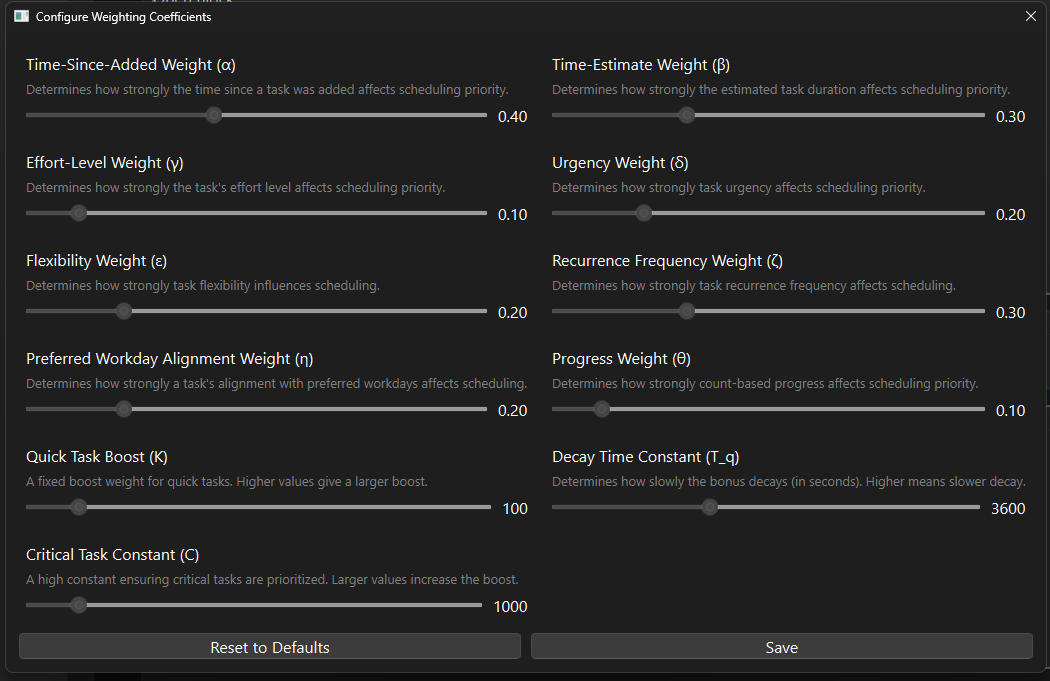 Configure Weighting Coefficients
Time-Since-Added Weight (α)
Determines how strongly the time since a task was added affects scheduling priority.
0.40
Time-Estimate Weight (β)
Determines how strongly the estimated task duration affects scheduling priority.
0.30
Effort-Level Weight (γ)
Determines how strongly the task's effort level affects scheduling priority.
0.10
Urgency Weight (δ)
Determines how strongly task urgency affects scheduling priority.
0.20
Flexibility Weight (ε)
Determines how strongly task flexibility influences scheduling.
0.20
Recurrence Frequency Weight (ζ)
Determines how strongly task recurrence frequency affects scheduling.
0.30
Preferred Workday Alignment Weight (η)
Determines how strongly a task's alignment with preferred workdays affects scheduling.
0.20
Progress Weight (θ)
Determines how strongly count-based progress affects scheduling priority.
0.10
Quick Task Boost (K)
A fixed boost weight for quick tasks. Higher values give a larger boost.
100
Decay Time Constant (T_q)
Determines how slowly the bonus decays (in seconds). Higher means slower decay.
3600
Critical Task Constant (C)
A high constant ensuring critical tasks are prioritized. Larger values increase the boost.
1000
Reset to Defaults
Save